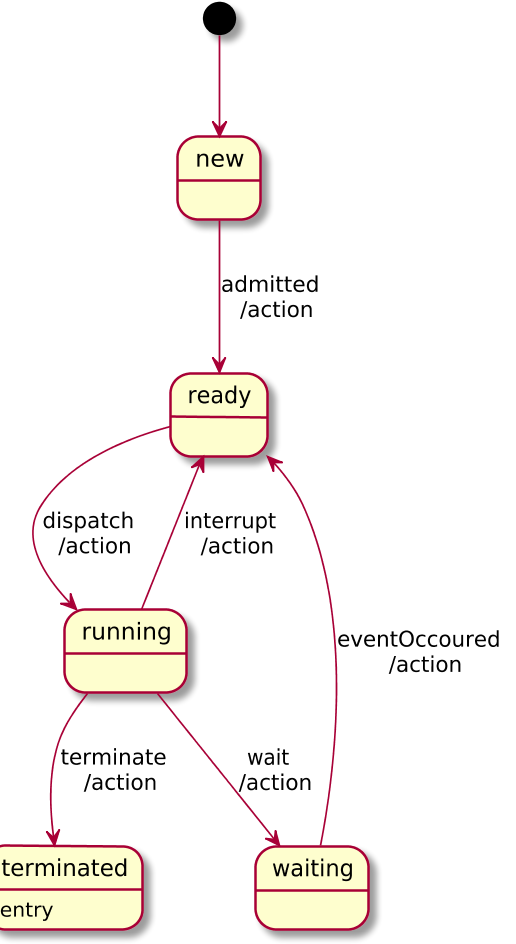 new
admitted
/action
ready
dispatch
/action
interrupt
/action
running
eventOccoured
/action
terminate
/action
wait
/action
terminated
entry
waiting